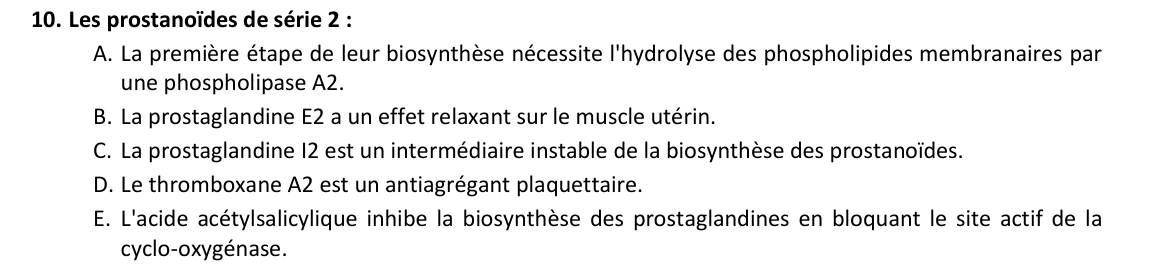 10. Les prostanoïdes de série 2 :
A. La première étape de leur biosynthèse nécessite l'hydrolyse des phospholipides membranaires par
une phospholipase A2.
B. La prostaglandine E2 a un effet relaxant sur le muscle utérin.
C. La prostaglandine I2 est un intermédiaire instable de la biosynthèse des prostanoïdes.
D. Le thromboxane A2 est un antiagrégant plaquettaire.
E. L'acide acétylsalicylique inhibe la biosynthèse des prostaglandines en bloquant le site actif de la
cyclo-oxygénase.